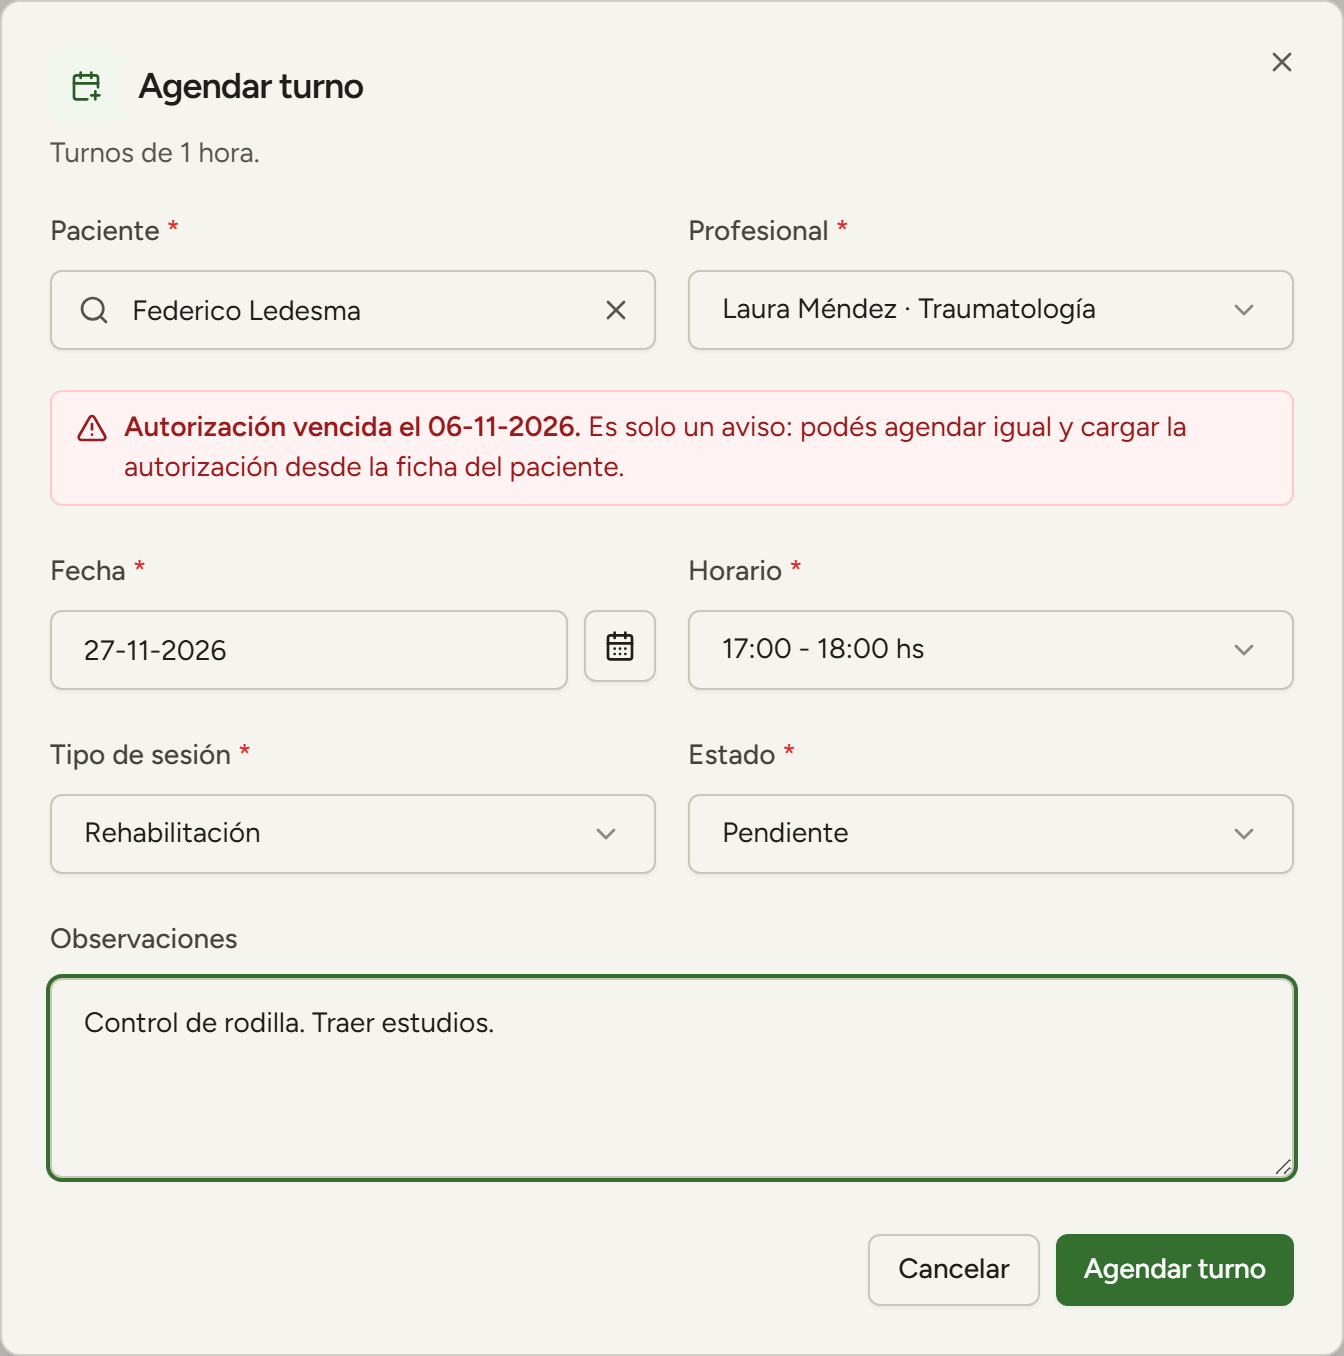 Agendar turno
Turnos de 1 hora.
Paciente *
Profesional *
Federico Ledesma
Laura Méndez · Traumatología
Autorización vencida el 06-11-2026. Es solo un aviso: podés agendar igual y cargar la
autorización desde la ficha del paciente.
Fecha *
Horario *
27-11-2026
17:00 - 18:00 hs
Tipo de sesión *
Estado *
Rehabilitación
Pendiente
Observaciones
Control de rodilla. Traer estudios.
Cancelar
Agendar turno